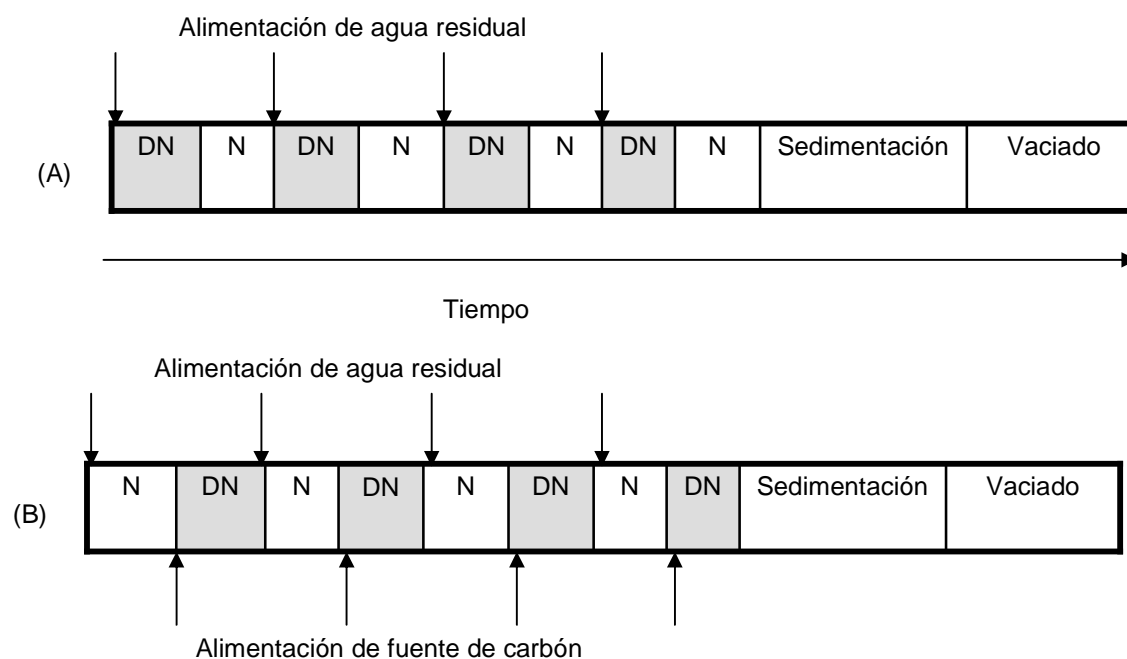 Alimentación de agua residual
(A) DN N DN N DN N DN N Sedimentación Vaciado
Tiempo
Alimentación de agua residual
(B) N DN N DN N DN N DN Sedimentación Vaciado
Alimentación de fuente de carbón